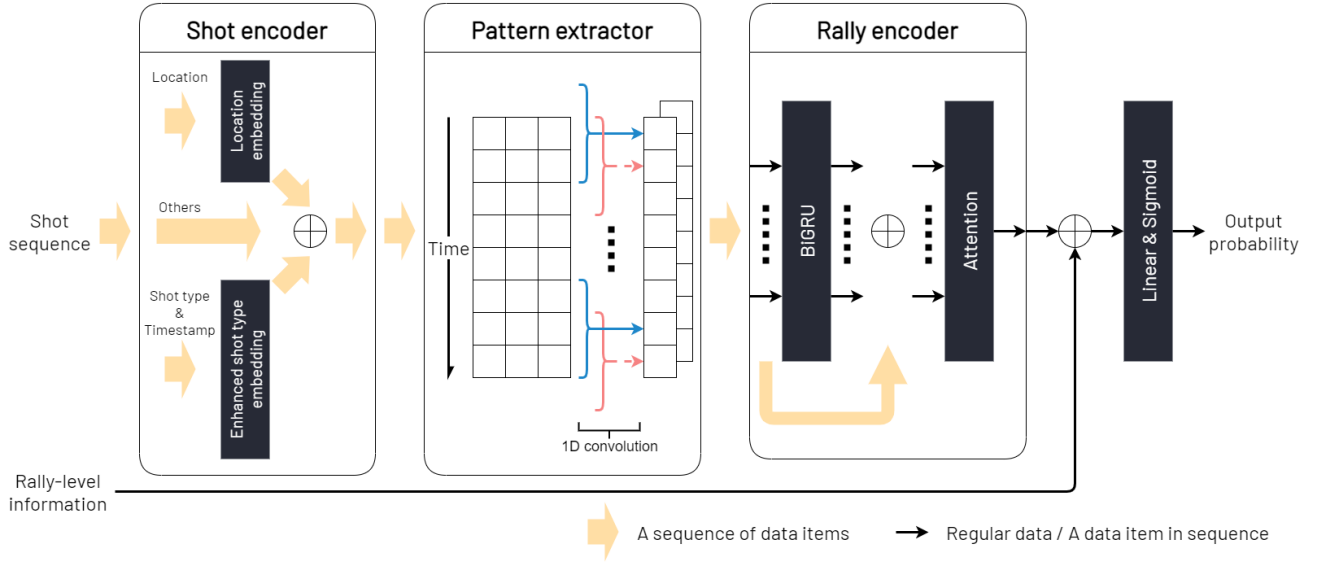 Shot encoder
Pattern extractor
Rally encoder
Location
Location
embedding
Others
Shot
sequence
Shot type
&
Timestamp
Enhanced shot type
embedding
Time
1D convolution
BiGRU
Attention
Linear & Sigmoid
Output
probability
Rally-level
information
A sequence of data items
Regular data / A data item in sequence